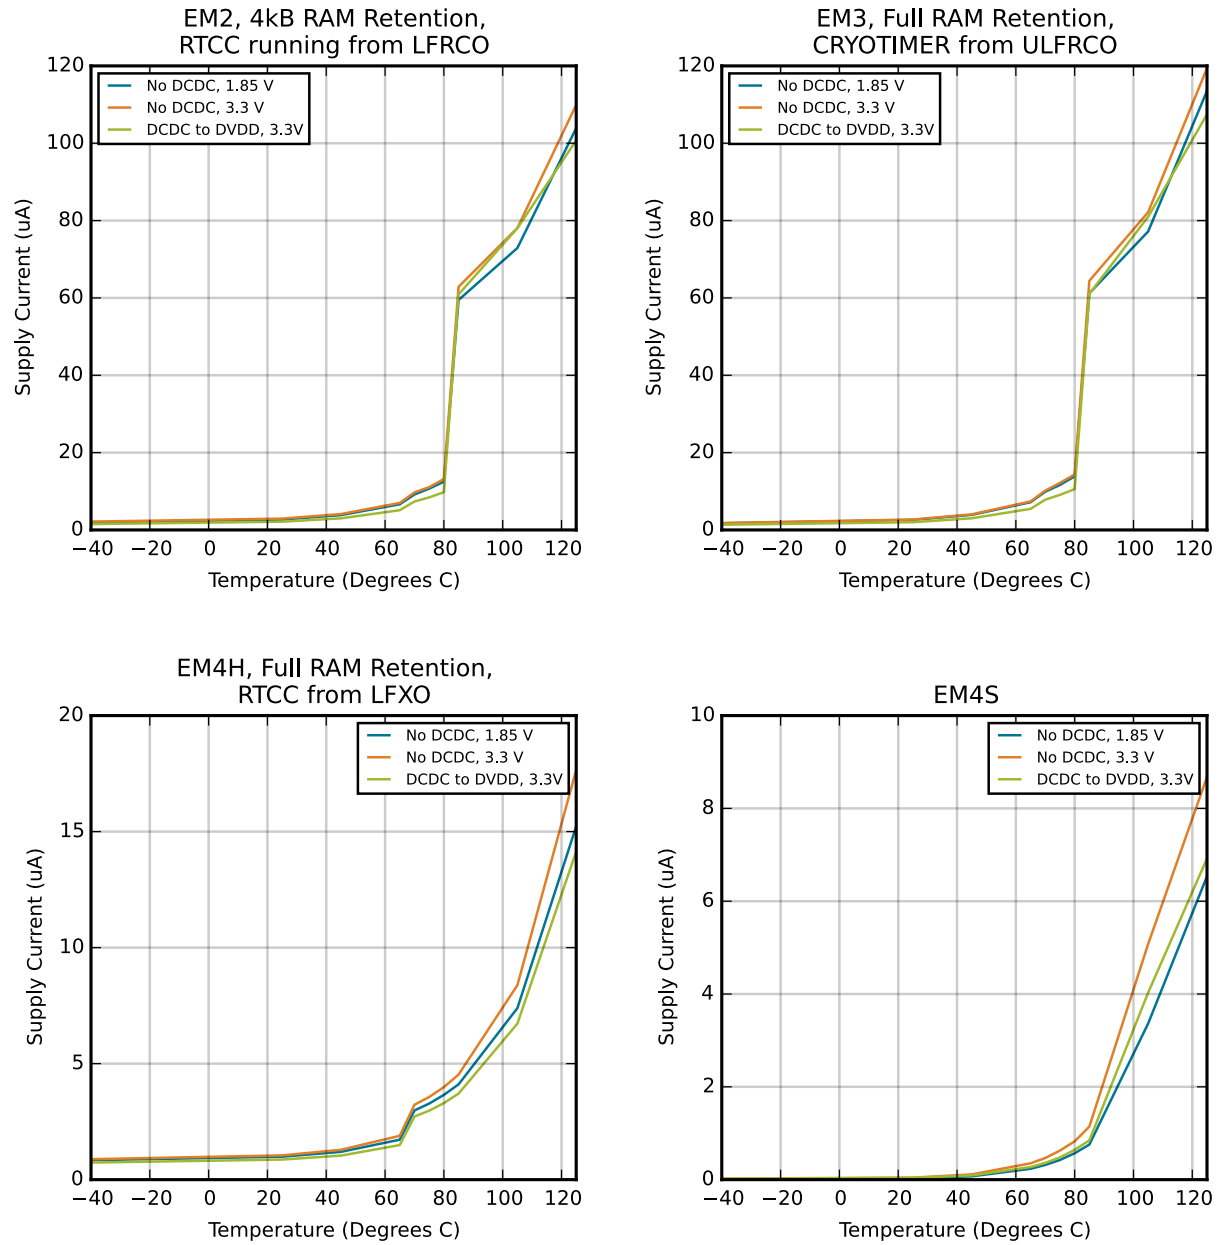 EM2, 4kB RAM Retention,
RTCC running from LFRCO
120
100
80
60
40
20
0
Supply Current (uA)
No DCDC, 1.85 V
No DCDC, 3.3 V
DCDC to DVDD, 3.3V
−40 −20 0 20 40 60 80 100 120
Temperature (Degrees C)
EM3, Full RAM Retention,
CRYOTIMER from ULFRCO
120
100
80
60
40
20
0
Supply Current (uA)
No DCDC, 1.85 V
No DCDC, 3.3 V
DCDC to DVDD, 3.3V
−40 −20 0 20 40 60 80 100 120
Temperature (Degrees C)
EM4H, Full RAM Retention,
RTCC from LFXO
20
15
10
5
0
Supply Current (uA)
No DCDC, 1.85 V
No DCDC, 3.3 V
DCDC to DVDD, 3.3V
−40 −20 0 20 40 60 80 100 120
Temperature (Degrees C)
EM4S
10
8
6
4
2
0
Supply Current (uA)
No DCDC, 1.85 V
No DCDC, 3.3 V
DCDC to DVDD, 3.3V
−40 −20 0 20 40 60 80 100 120
Temperature (Degrees C)